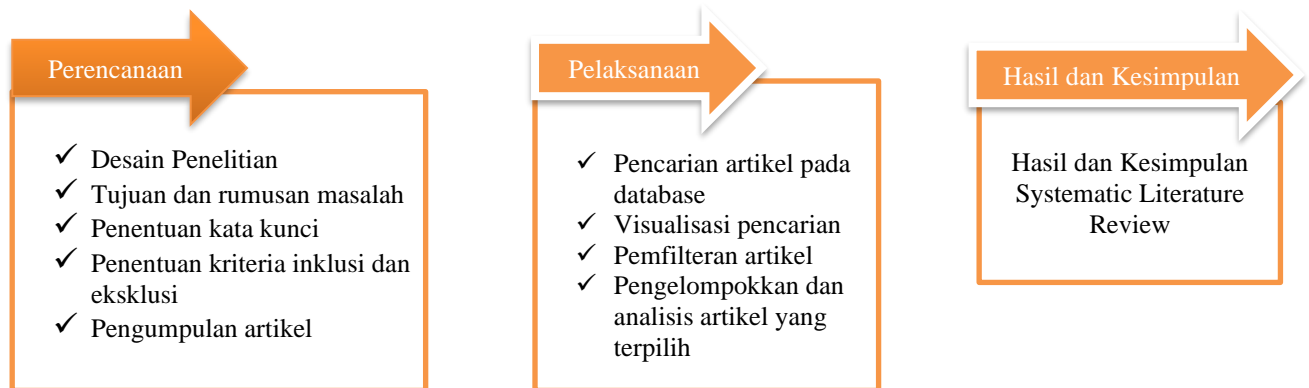 Perencanaan
✓ Desain Penelitian
✓ Tujuan dan rumusan masalah
✓ Penentuan kata kunci
✓ Penentuan kriteria inklusi dan
eksklusi
✓ Pengumpulan artikel
Pelaksanaan
✓ Pencarian artikel pada
database
✓ Visualisasi pencarian
✓ Pemfilteran artikel
✓ Pengelompokkan dan
analisis artikel yang
terpilih
Hasil dan Kesimpulan
Hasil dan Kesimpulan
Systematic Literature
Review